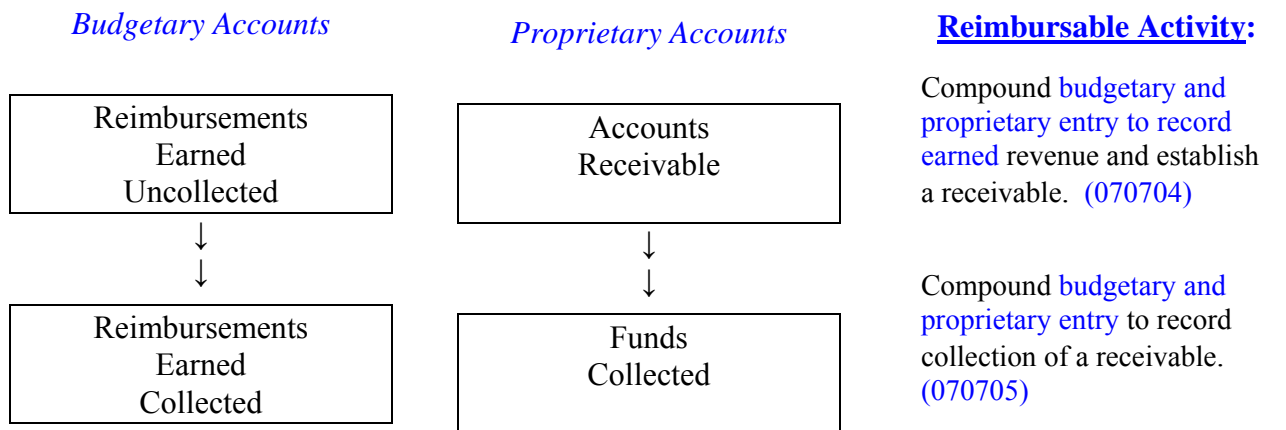 Budgetary Accounts
Proprietary Accounts
Reimbursable Activity:
Reimbursements
Earned
Uncollected
Accounts
Receivable
Compound budgetary and
proprietary entry to record
earned revenue and establish
a receivable. (070704)
↓
↓
↓
↓
Reimbursements
Earned
Collected
Funds
Collected
Compound budgetary and
proprietary entry to record
collection of a receivable.
(070705)